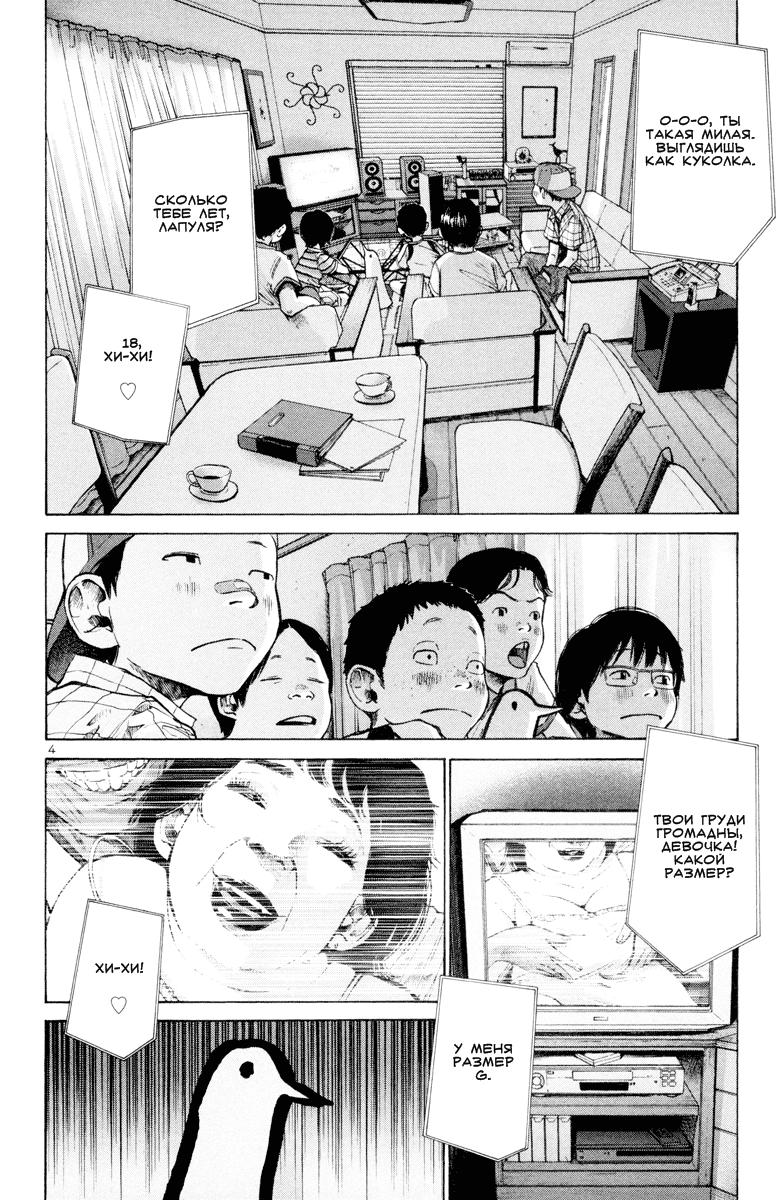 О-О-О, ТЫ
ТАКАЯ МИЛАЯ.
ВЫГЛЯДИШЬ
КАК КУКОЛКА.
СКОЛЬКО
ТЕБЕ ЛЕТ,
ЛАПУЛЯ?
18,
ХИ-ХИ!
♡
4
ТВОИ ГРУДИ
ГРОМАДНЫ,
ДЕВОЧКА!
КАКОЙ
РАЗМЕР?
ХИ-ХИ!
♡
У МЕНЯ
РАЗМЕР
G.